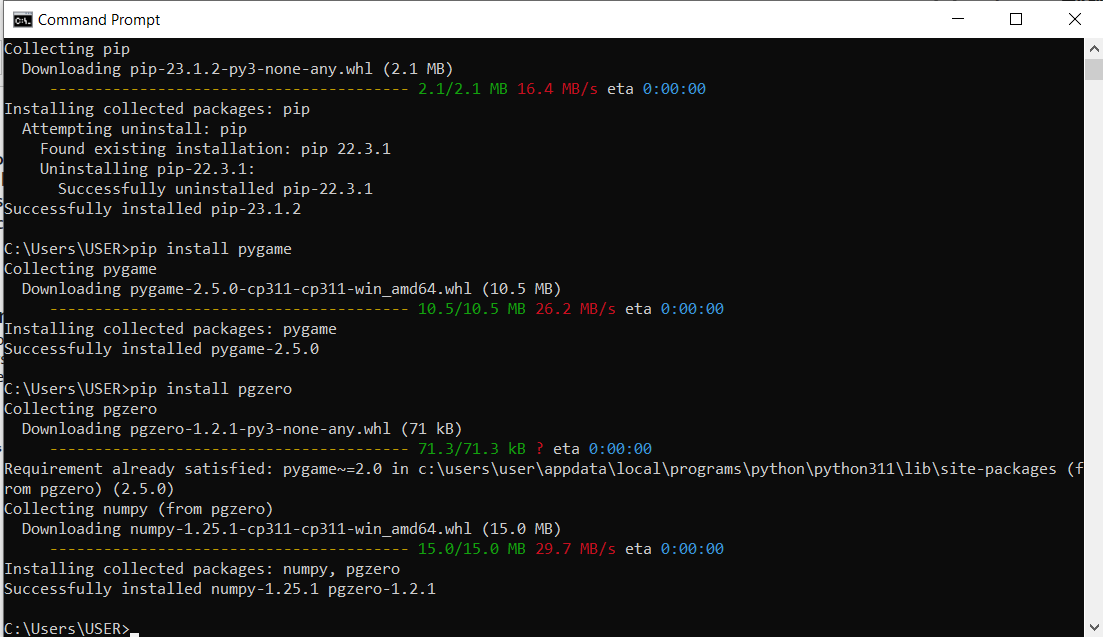 Command Prompt
Collecting pip
  Downloading pip-23.1.2-py3-none-any.whl (2.1 MB)
     ---------------------------------------- 2.1/2.1 MB 16.4 MB/s eta 0:00:00
Installing collected packages: pip
  Attempting uninstall: pip
    Found existing installation: pip 22.3.1
    Uninstalling pip-22.3.1:
      Successfully uninstalled pip-22.3.1
Successfully installed pip-23.1.2
C:\Users\USER>pip install pygame
Collecting pygame
  Downloading pygame-2.5.0-cp311-cp311-win_amd64.whl (10.5 MB)
     ---------------------------------------- 10.5/10.5 MB 26.2 MB/s eta 0:00:00
Installing collected packages: pygame
Successfully installed pygame-2.5.0
C:\Users\USER>pip install pgzero
Collecting pgzero
  Downloading pgzero-1.2.1-py3-none-any.whl (71 kB)
     ---------------------------------------- 71.3/71.3 kB ? eta 0:00:00
Requirement already satisfied: pygame~=2.0 in c:\users\user\appdata\local\programs\python\python311\lib\site-packages (f
rom pgzero) (2.5.0)
Collecting numpy (from pgzero)
  Downloading numpy-1.25.1-cp311-cp311-win_amd64.whl (15.0 MB)
     ---------------------------------------- 15.0/15.0 MB 29.7 MB/s eta 0:00:00
Installing collected packages: numpy, pgzero
Successfully installed numpy-1.25.1 pgzero-1.2.1
C:\Users\USER>